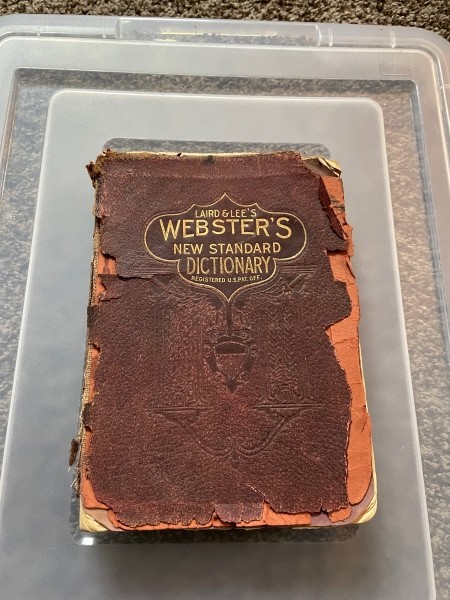 LAIRD & LEE'S
WEBSTER'S
NEW STANDARD
DICTIONARY
REGISTERED U.S.PAT. OFF.